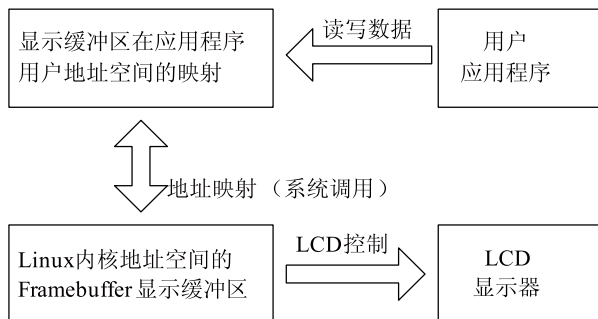 显示缓冲区在应用程序
用户地址空间的映射
读写数据
用户
应用程序
地址映射（系统调用）
Linux内核地址空间的
Framebuffer显示缓冲区
LCD控制
LCD
显示器